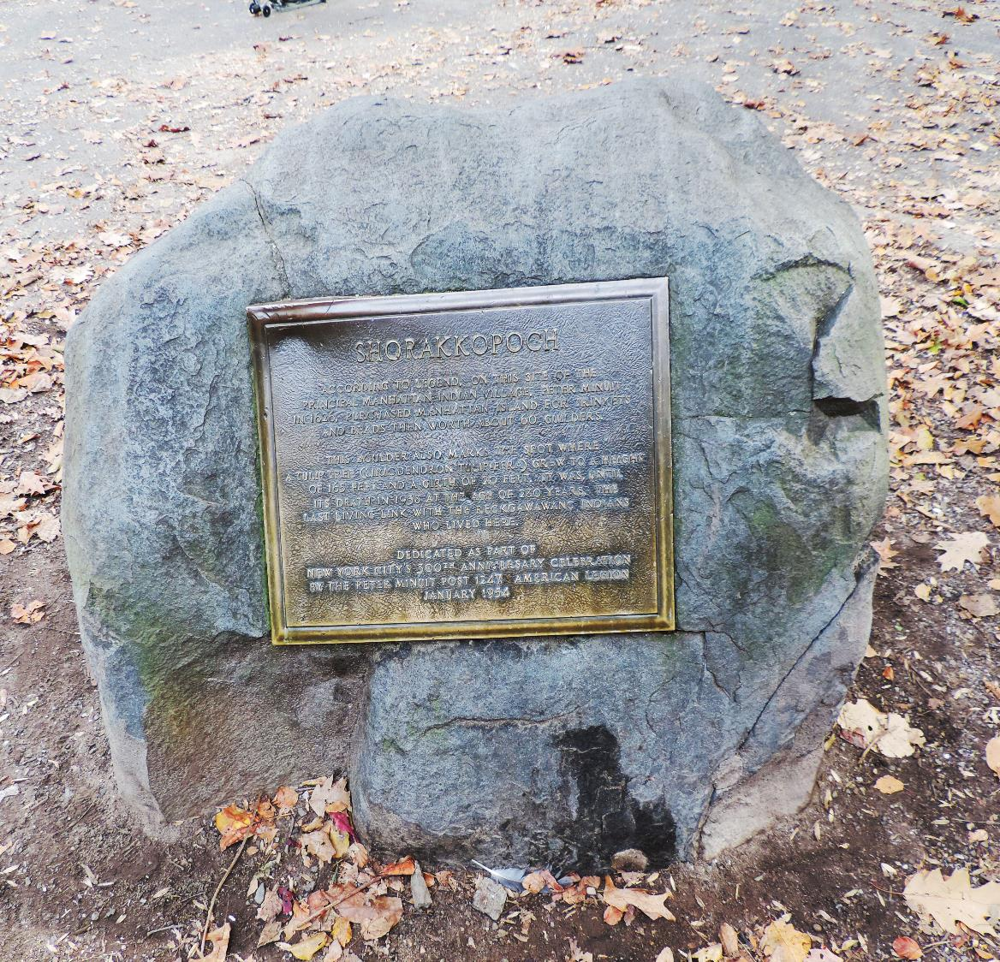 SHORAKKOPOCH
ACCORDING TO LEGEND, ON THIS SITE OF THE
PRINCIPAL MANHATTAN INDIAN VILLAGE, PETER MINUIT
IN 1626, PURCHASED MANHATTAN ISLAND FOR TRINKETS
AND BEADS THEN WORTH ABOUT 60 GUILDERS.
THIS BOULDER ALSO MARKS THE SPOT WHERE
A TULIP TREE (LIRIODENDRON TULIPIFERA) GREW TO A HEIGHT
OF 165 FEET AND A GIRTH OF 20 FEET. IT WAS, UNTIL
ITS DEATH IN 1938 AT THE AGE OF 280 YEARS, THE
LAST LIVING LINK WITH THE RECKGAWAWANC INDIANS
WHO LIVED HERE.
DEDICATED AS PART OF
NEW YORK CITY'S 300TH ANNIVERSARY CELEBRATION
BY THE PETER MINUIT POST 1247, AMERICAN LEGION
JANUARY 1954